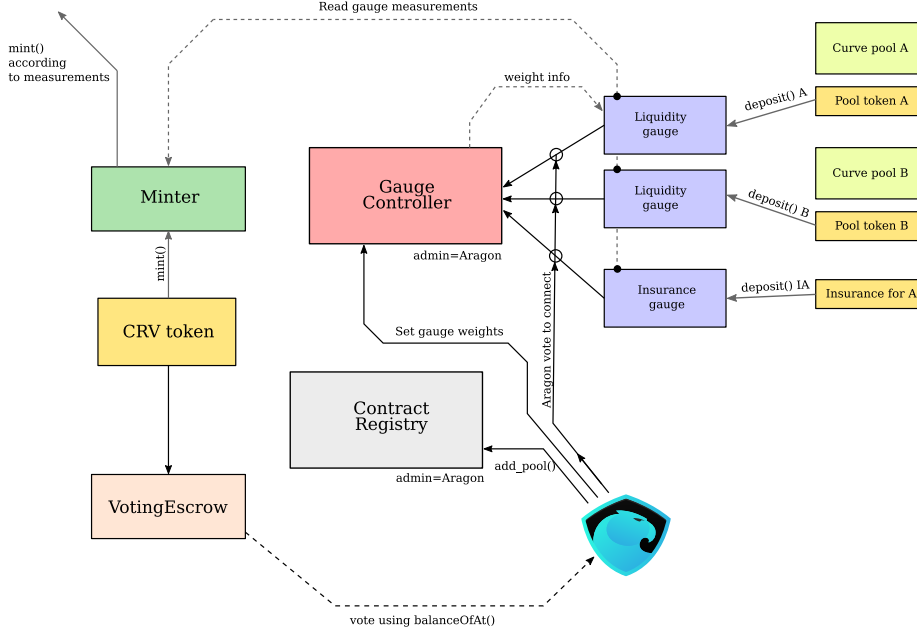 Read gauge measurements
mint()
according
to measurements
weight info
Curve pool A
deposit() A
Pool token A
Liquidity
gauge
Minter
Gauge
Controller
admin=Aragon
Liquidity
gauge
Curve pool B
deposit() B
Pool token B
mint()
Insurance
gauge
deposit() IA
Insurance for A
CRV token
Set gauge weights
Aragon vote to connect
Contract
Registry
admin=Aragon
add_pool()
VotingEscrow
vote using balanceOfAt()